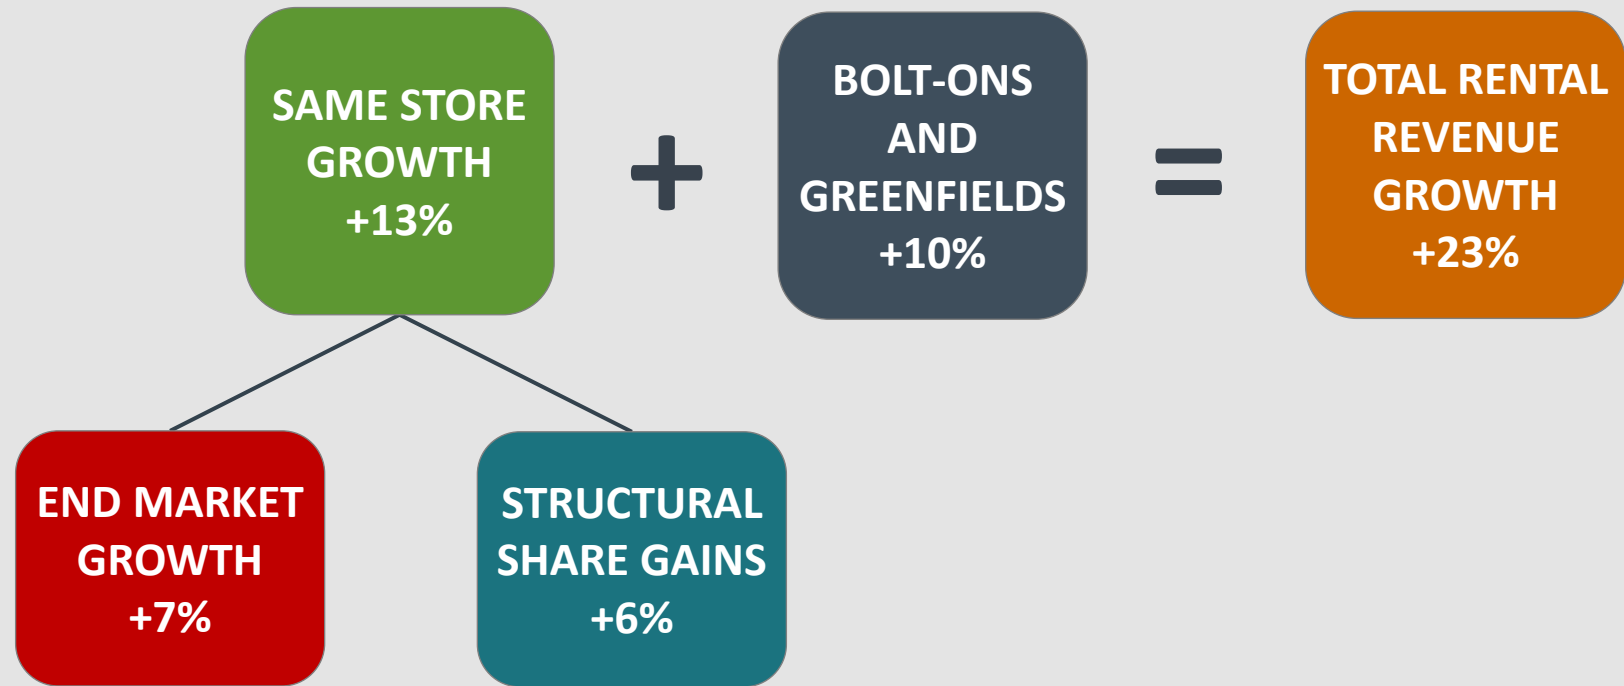 SAME STORE
GROWTH
+13%
+
BOLT-ONS
AND
GREENFIELDS
+10%
=
TOTAL RENTAL
REVENUE
GROWTH
+23%
END MARKET
GROWTH
+7%
STRUCTURAL
SHARE GAINS
+6%